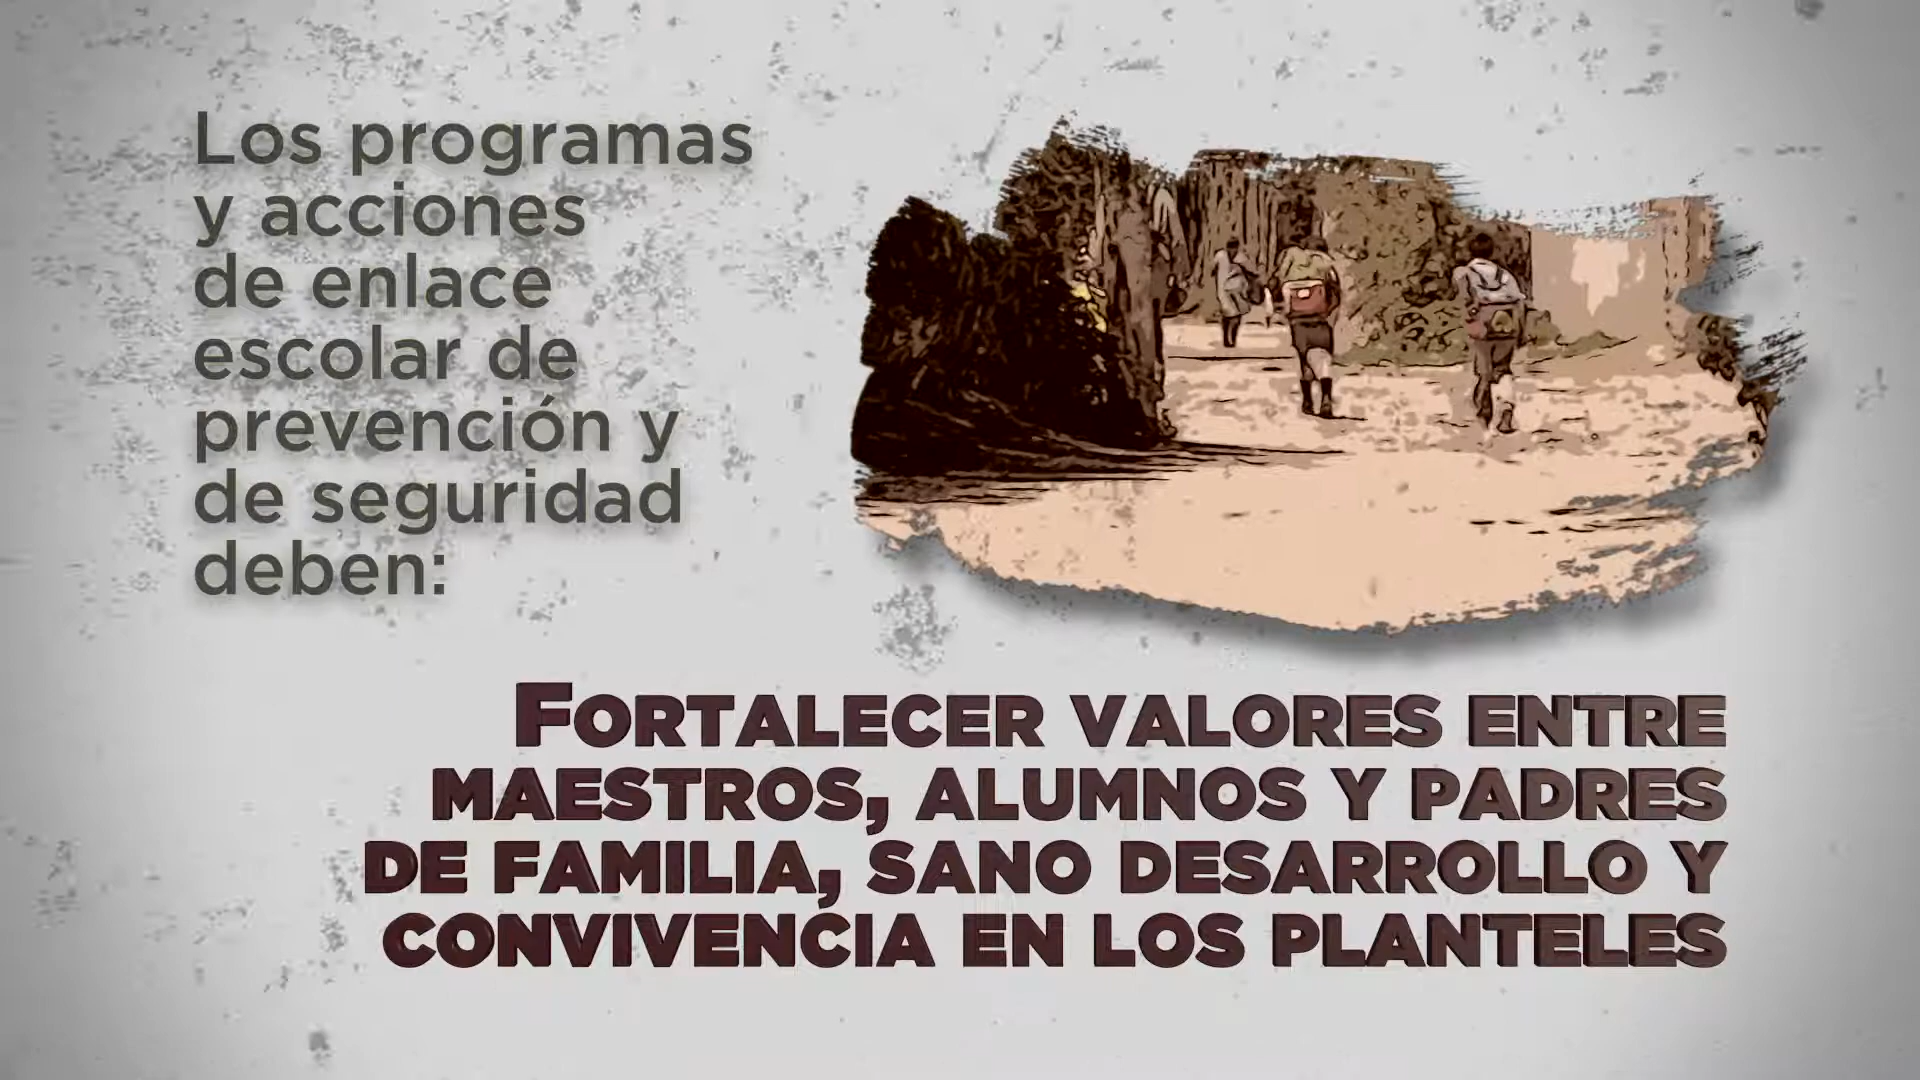 Los programas
y acciones
de enlace
escolar de
prevención y
de seguridad
deben:
FORTALECER VALORES ENTRE
MAESTROS, ALUMNOS Y PADRES
DE FAMILIA, SANO DESARROLLO Y
CONVIVENCIA EN LOS PLANTELES